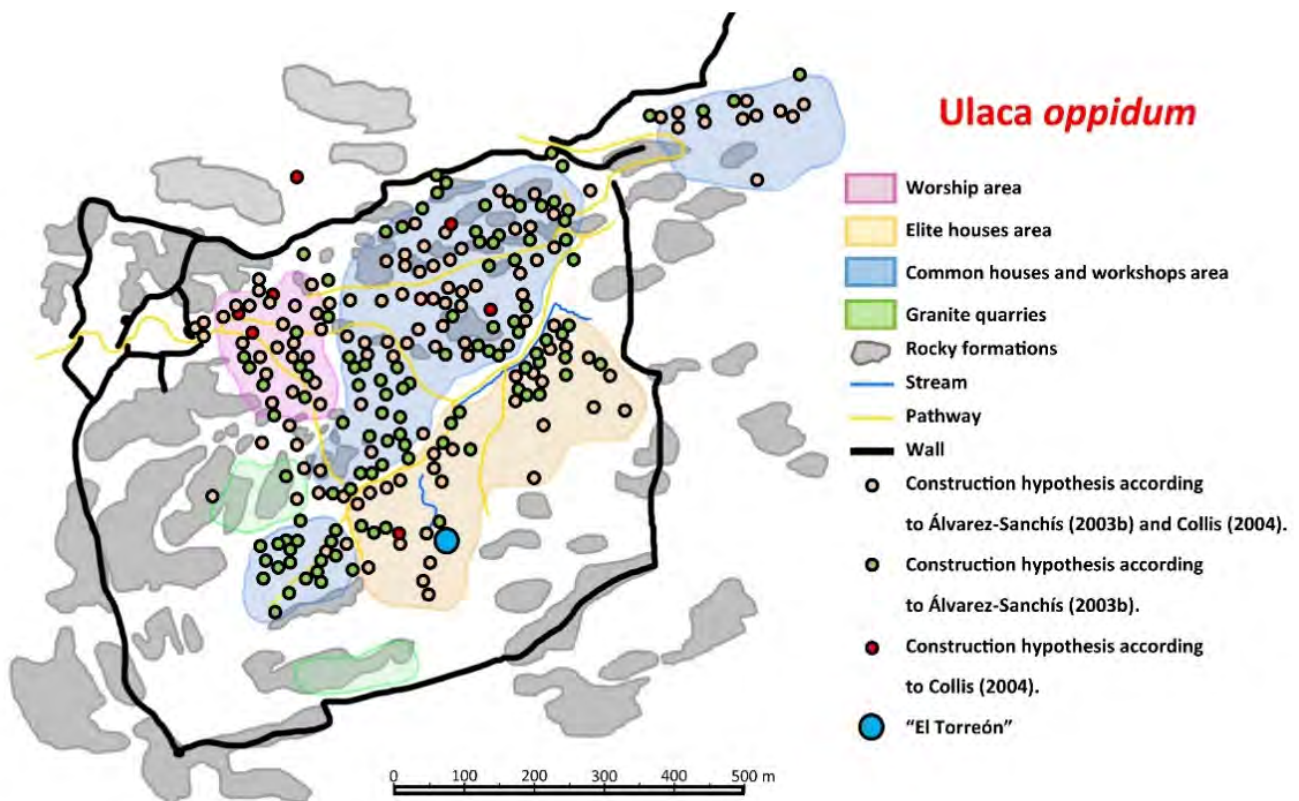 Ulaca oppidum
Worship area
Elite houses area
Common houses and workshops area
Granite quarries
Rocky formations
Stream
Pathway
Wall
Construction hypothesis according
to Álvarez-Sanchís (2003b) and Collis (2004).
Construction hypothesis according
to Álvarez-Sanchís (2003b).
Construction hypothesis according
to Collis (2004).
“El Torreón”
0 100 200 300 400 500 m